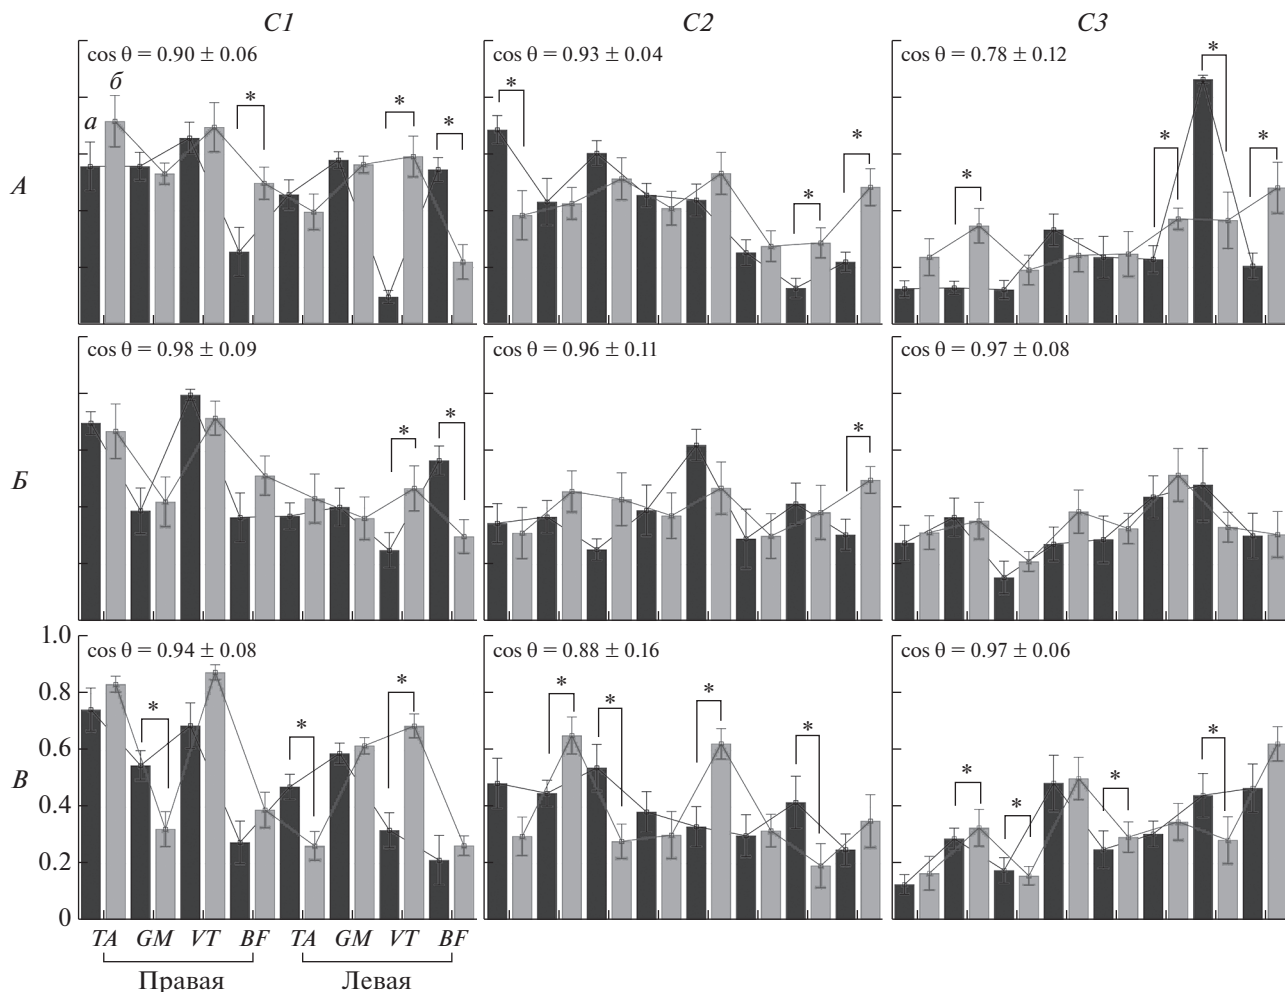 C1 C2 C3
cos θ = 0.90 ± 0.06 cos θ = 0.93 ± 0.04 cos θ = 0.78 ± 0.12
б
а
* * * * * * * * * *
А
cos θ = 0.98 ± 0.09 cos θ = 0.96 ± 0.11 cos θ = 0.97 ± 0.08
* * *
Б
1.0
cos θ = 0.94 ± 0.08 cos θ = 0.88 ± 0.16 cos θ = 0.97 ± 0.06
0.8
* * * * * * * * * * *
0.6
В
0.4
0.2
0
TA GM VT BF TA GM VT BF
Правая Левая